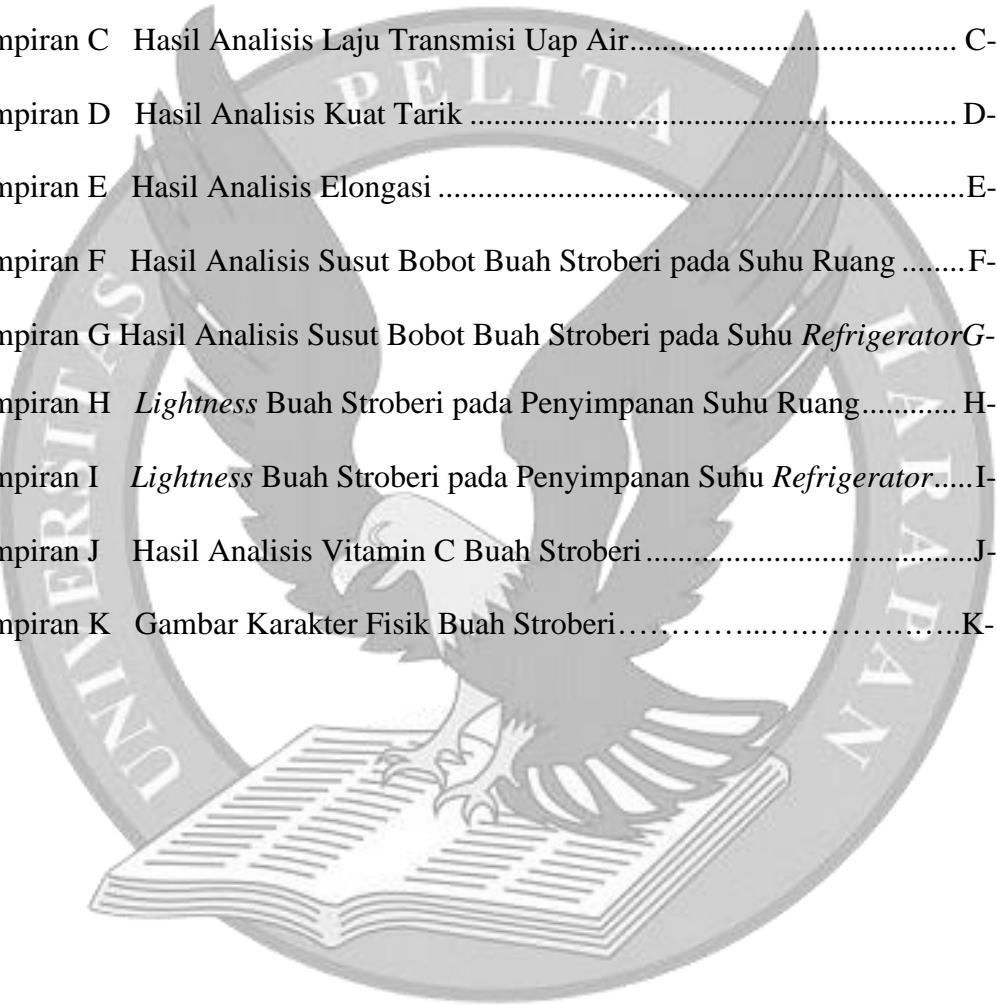 mpiran C Hasil Analisis Laju Transmisi Uap Air.................................. C-
mpiran D Hasil Analisis Kuat Tarik .................................................... D-
mpiran E Hasil Analisis Elongasi ........................................................E-
mpiran F Hasil Analisis Susut Bobot Buah Stroberi pada Suhu Ruang ........F-
mpiran G Hasil Analisis Susut Bobot Buah Stroberi pada Suhu RefrigeratorG-
mpiran H Lightness Buah Stroberi pada Penyimpanan Suhu Ruang............ H-
mpiran I Lightness Buah Stroberi pada Penyimpanan Suhu Refrigerator.....I-
mpiran J Hasil Analisis Vitamin C Buah Stroberi...................................J-
mpiran K Gambar Karakter Fisik Buah Stroberi…………...………………..K-
UNIVERSITAS PELITA HARAPAN